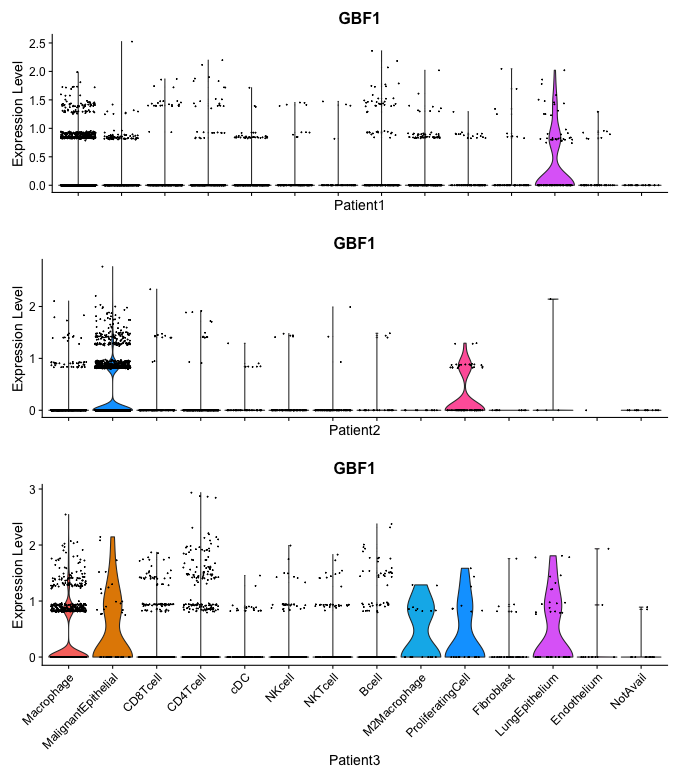 GBF1
Expression Level
2.5
2.0
1.5
1.0
0.5
0.0
Patient1
GBF1
Expression Level
2
1
0
Patient2
GBF1
Expression Level
3
2
1
0
Macrophage
MalignantEpithelial
CD8Tcell
CD4Tcell
cDC
NKcell
NKTcell
Bcell
M2Macrophage
ProliferatingCell
Fibroblast
LungEpithelium
Endothelium
NotAvail
Patient3